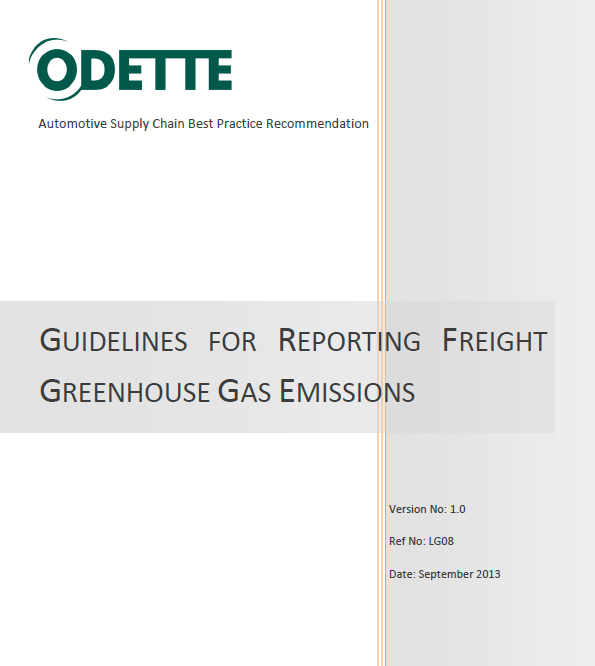 ODETTE
Automotive Supply Chain Best Practice Recommendation
GUIDELINES FOR REPORTING FREIGHT
GREENHOUSE GAS EMISSIONS
Version No: 1.0
Ref No: LG08
Date: September 2013